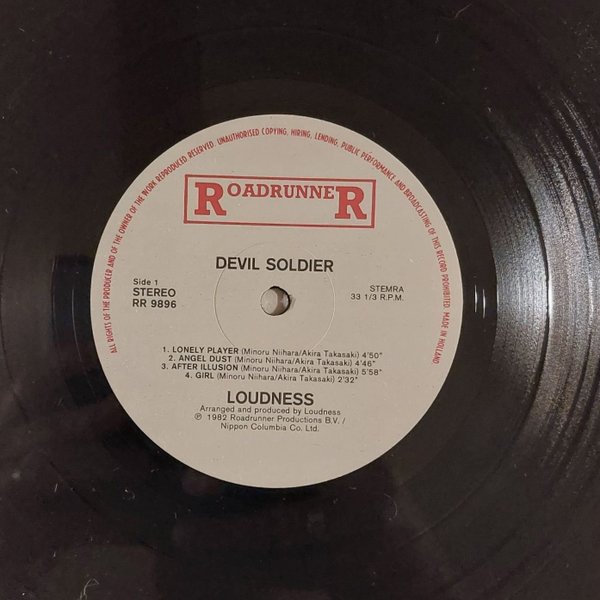 ALL RIGHTS OF THE PRODUCER AND OF THE OWNER OF THE WORK REPRODUCED RESERVED UNAUTHORISED COPYING, HIRING, LENDING, PUBLIC PERFORMANCE AND BROADCASTING OF THIS RECORD PROHIBITED MADE IN HOLLAND
ROADRUNNER
DEVIL SOLDIER
Side 1
STEREO
RR 9896
STEMRA
33 1/3 R.P.M.
1. LONELY PLAYER (Minoru Niihara/Akira Takasaki) 4'50"
2. ANGEL DUST (Minoru Niihara/Akira Takasaki) 4'46"
3. AFTER ILLUSION (Minoru Niihara/Akira Takasaki) 5'58"
4. GIRL (Minoru Niihara/Akira Takasaki) 2'32"
LOUDNESS
Arranged and produced by Loudness
℗ 1982 Roadrunner Productions B.V. /
Nippon Columbia Co. Ltd.